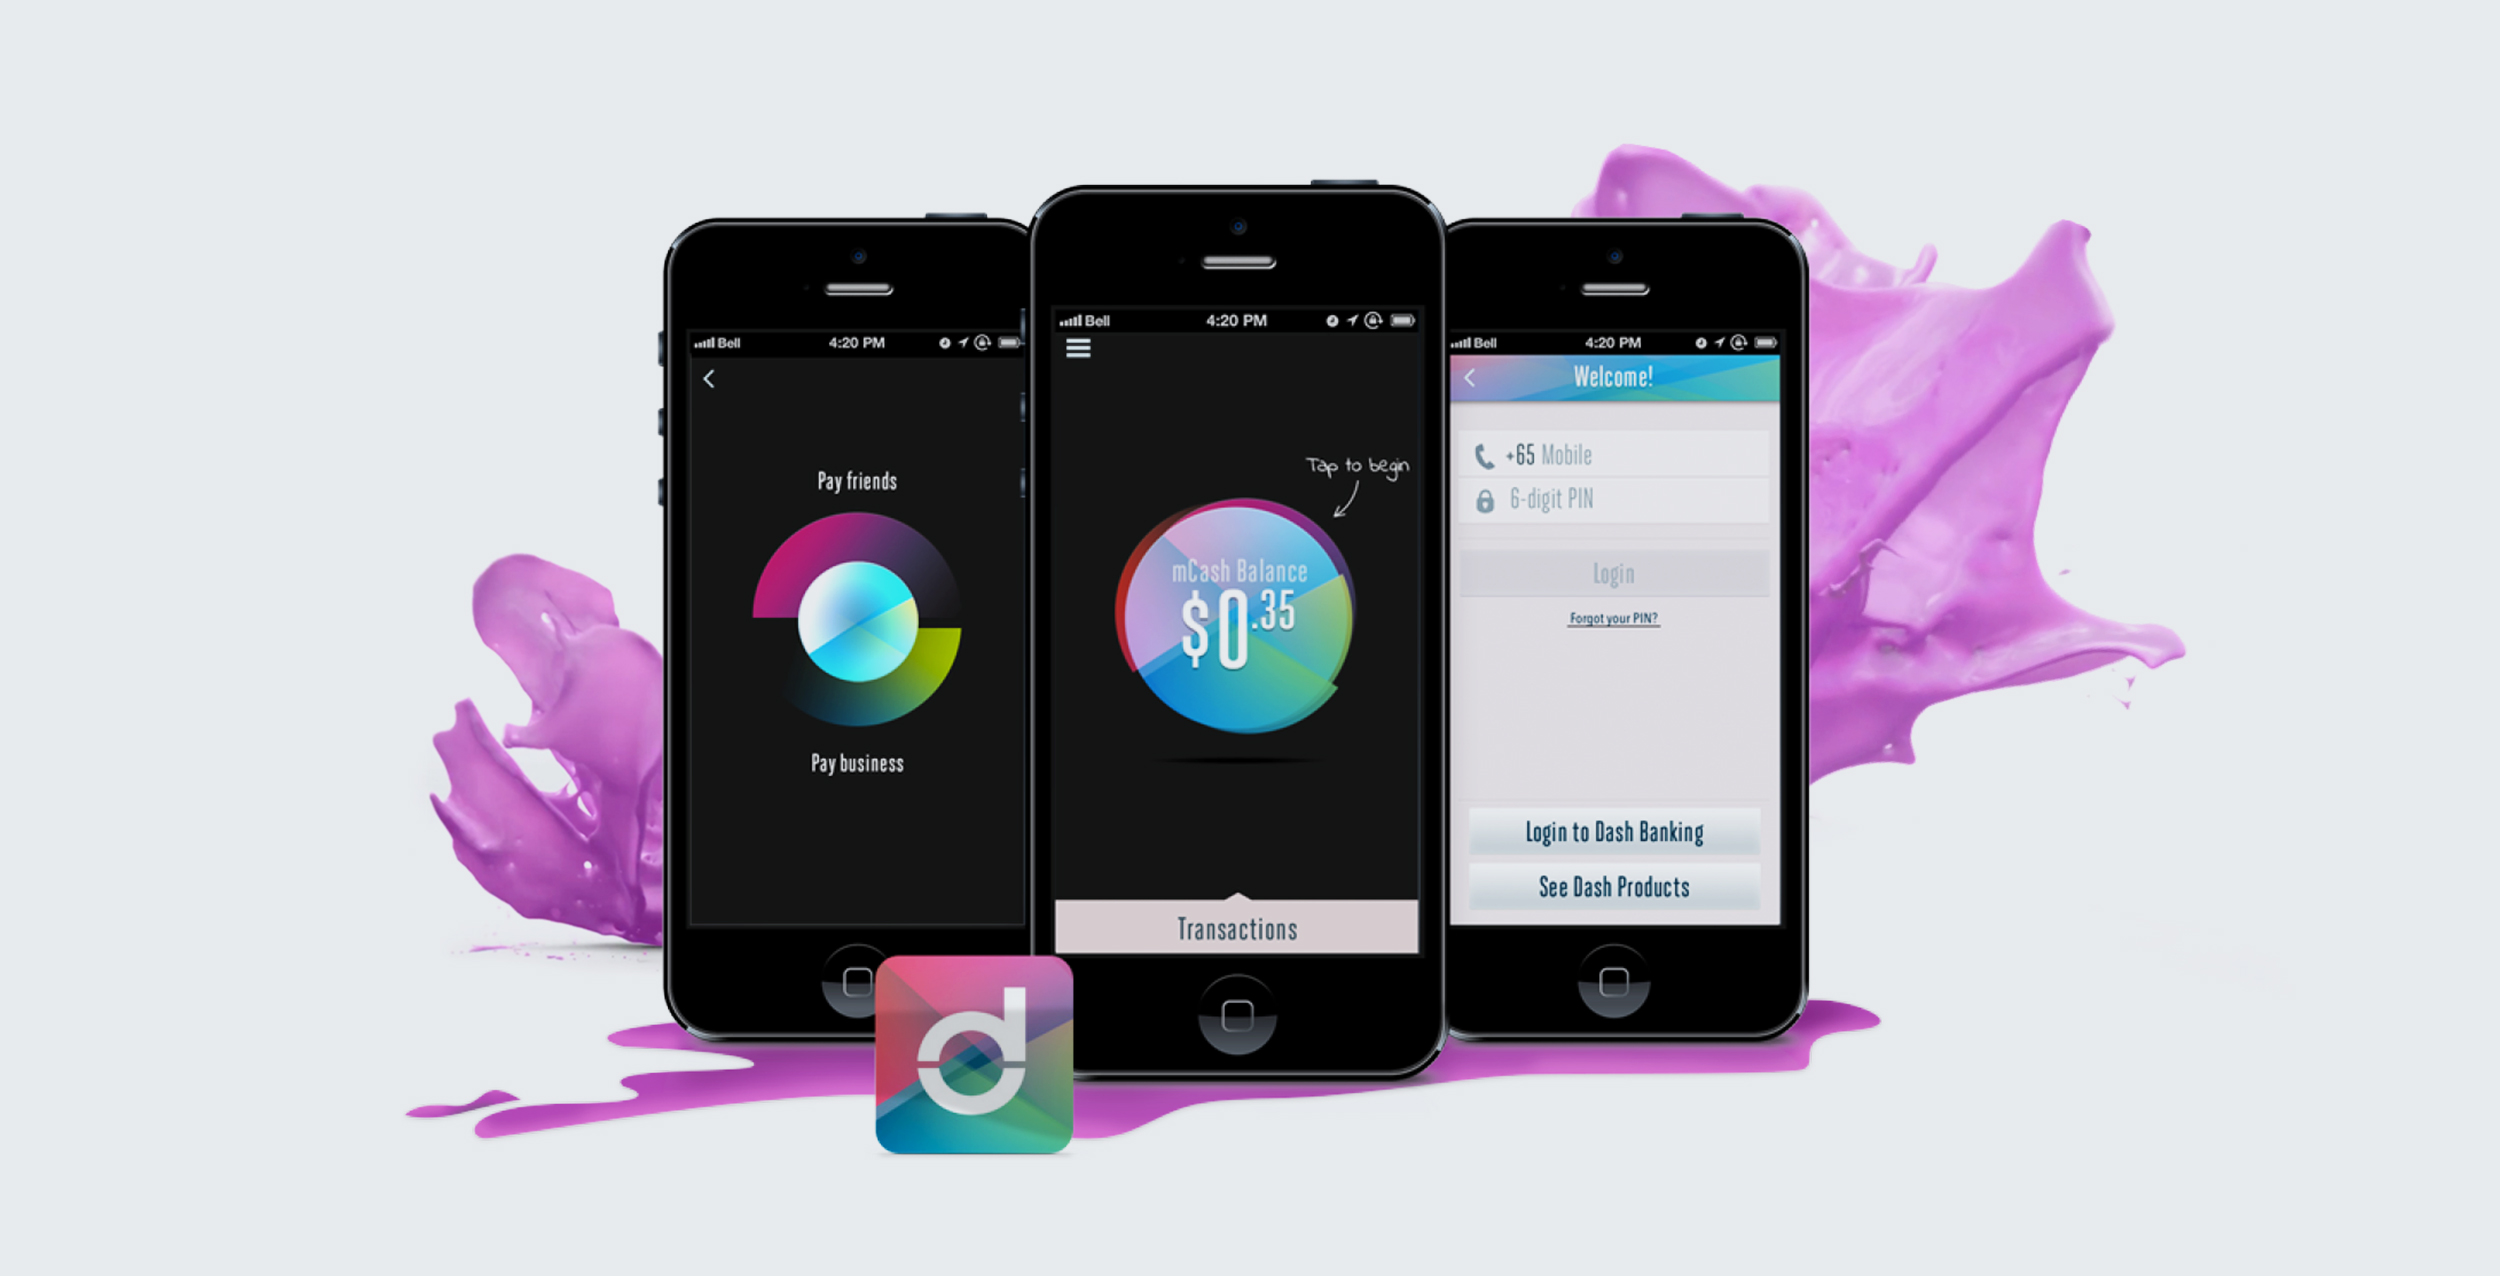 Bell 4:20 PM
Pay friends
Pay business
Bell 4:20 PM
Tap to begin
mCash Balance
$0.35
Transactions
Bell 4:20 PM
Welcome!
+65 Mobile
6-digit PIN
Login
Forgot your PIN?
Login to Dash Banking
See Dash Products
d